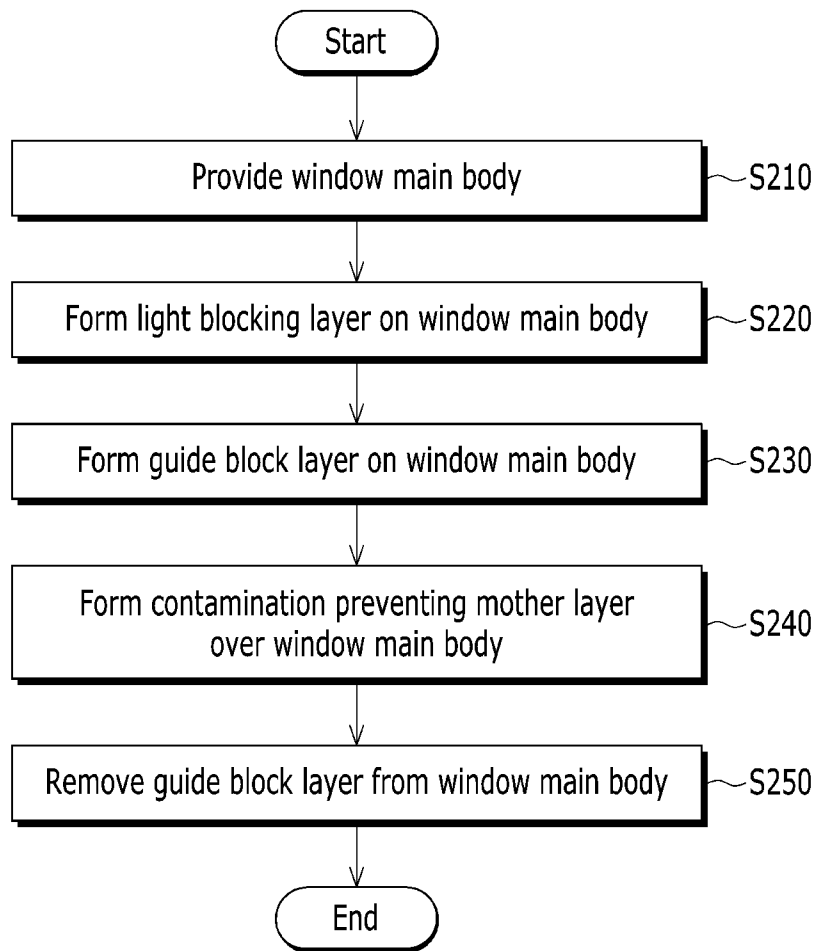 Start
Provide window main body
S210
Form light blocking layer on window main body
S220
Form guide block layer on window main body
S230
Form contamination preventing mother layer
over window main body
S240
Remove guide block layer from window main body
S250
End